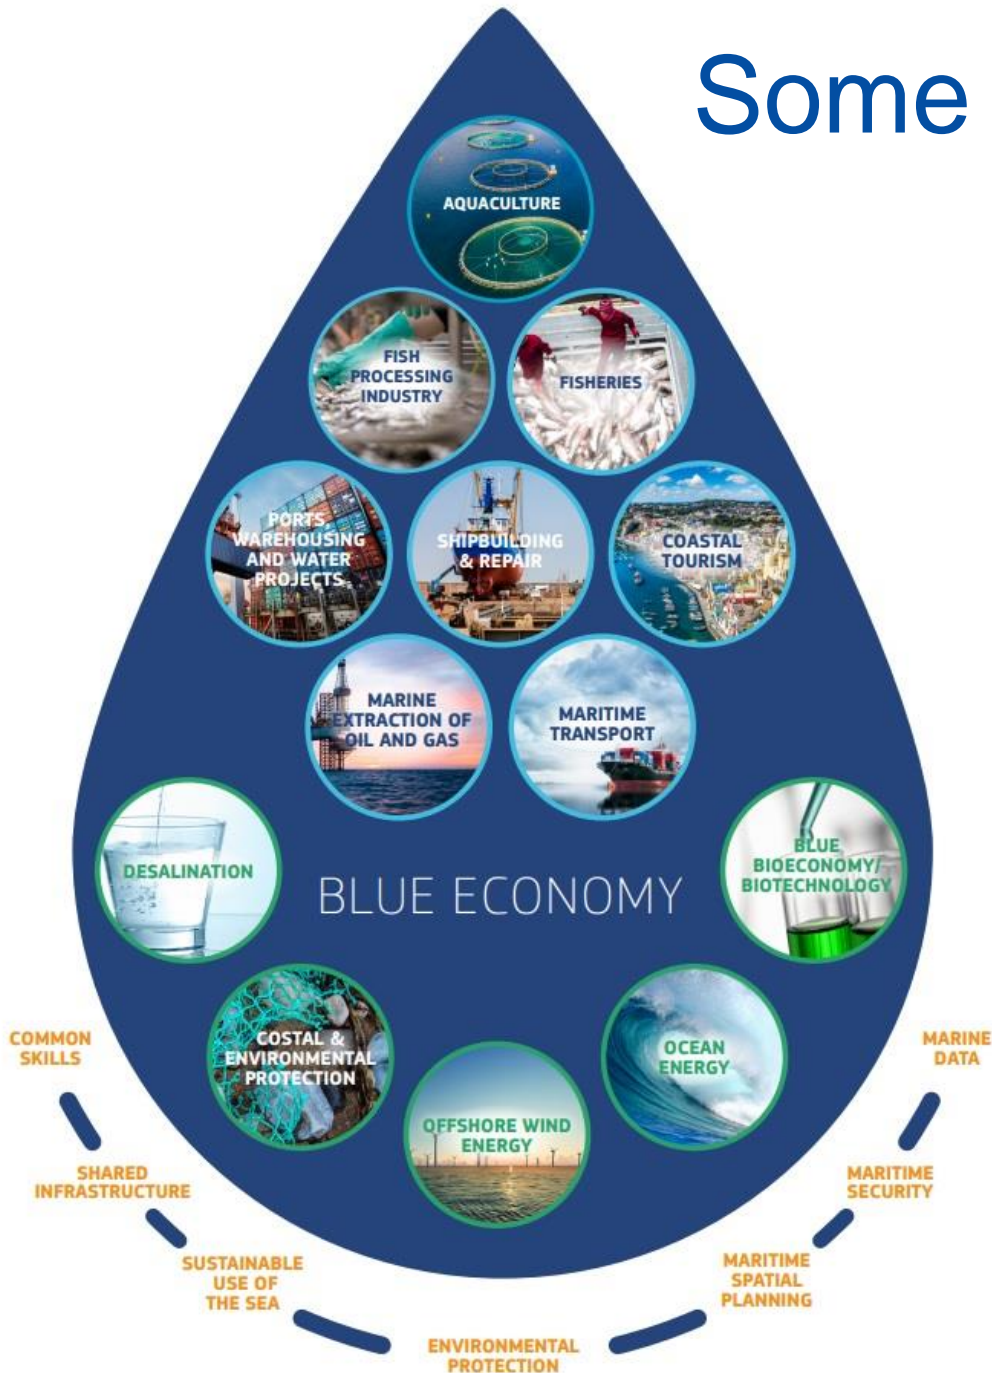 Some
AQUACULTURE
FISH
PROCESSING
INDUSTRY
FISHERIES
PORTS,
WAREHOUSING
AND WATER
PROJECTS
SHIPBUILDING
& REPAIR
COASTAL
TOURISM
MARINE
EXTRACTION OF
OIL AND GAS
MARITIME
TRANSPORT
DESALINATION
BLUE ECONOMY
BLUE
BIOECONOMY/
BIOTECHNOLOGY
COSTAL &
ENVIRONMENTAL
PROTECTION
OFFSHORE WIND
ENERGY
OCEAN
ENERGY
COMMON
SKILLS
SHARED
INFRASTRUCTURE
SUSTAINABLE
USE OF
THE SEA
ENVIRONMENTAL
PROTECTION
MARITIME
SPATIAL
PLANNING
MARITIME
SECURITY
MARINE
DATA